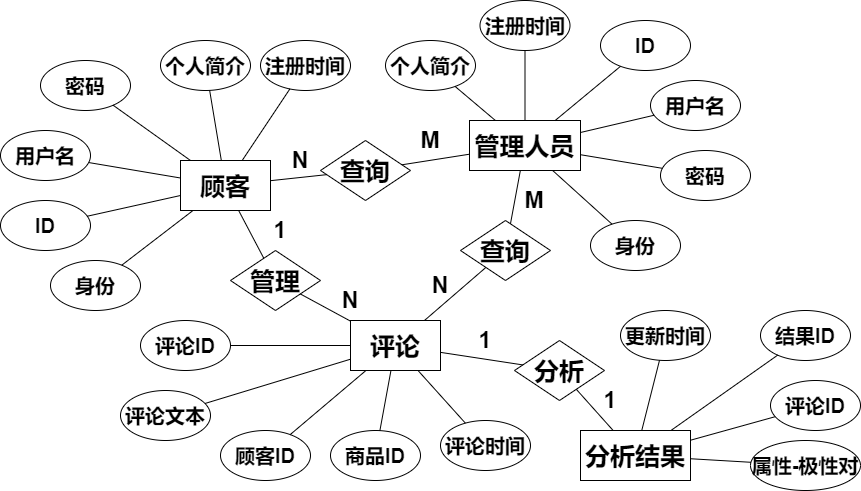 注册时间
ID
个人简介
注册时间
个人简介
密码
用户名
管理人员
M
查询
N
用户名
顾客
密码
M
ID
1
查询
身份
身份
管理
N
N
评论ID
评论
1
更新时间
结果ID
分析
1
评论ID
评论文本
顾客ID
商品ID
评论时间
分析结果
属性-极性对